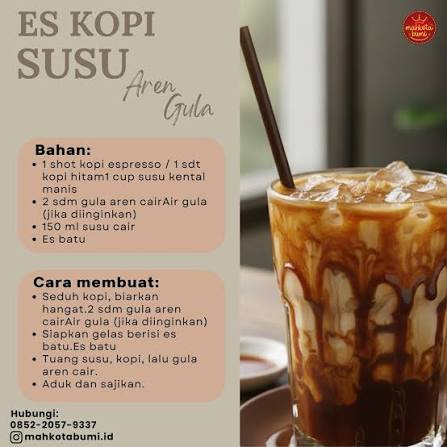 ES KOPI
SUSU
Aren
Gula
mahkota
bumi
Bahan:
• 1 shot kopi espresso / 1 sdt
kopi hitam1 cup susu kental
manis
• 2 sdm gula aren cairAir gula
(jika diinginkan)
• 150 ml susu cair
• Es batu
Cara membuat:
• Seduh kopi, biarkan
hangat.2 sdm gula aren
cairAir gula (jika diinginkan)
• Siapkan gelas berisi es
batu.Es batu
• Tuang susu, kopi, lalu gula
aren cair.
• Aduk dan sajikan.
Hubungi:
0852-2057-9337
mahkotabumi.id